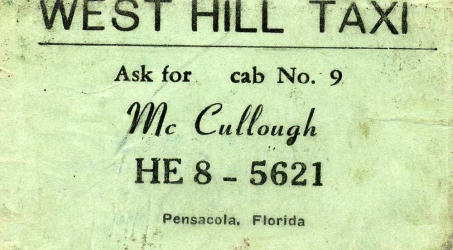 WEST HILL TAXI
Ask for cab No. 9
Mc Cullough
HE 8 - 5621
Pensacola, Florida